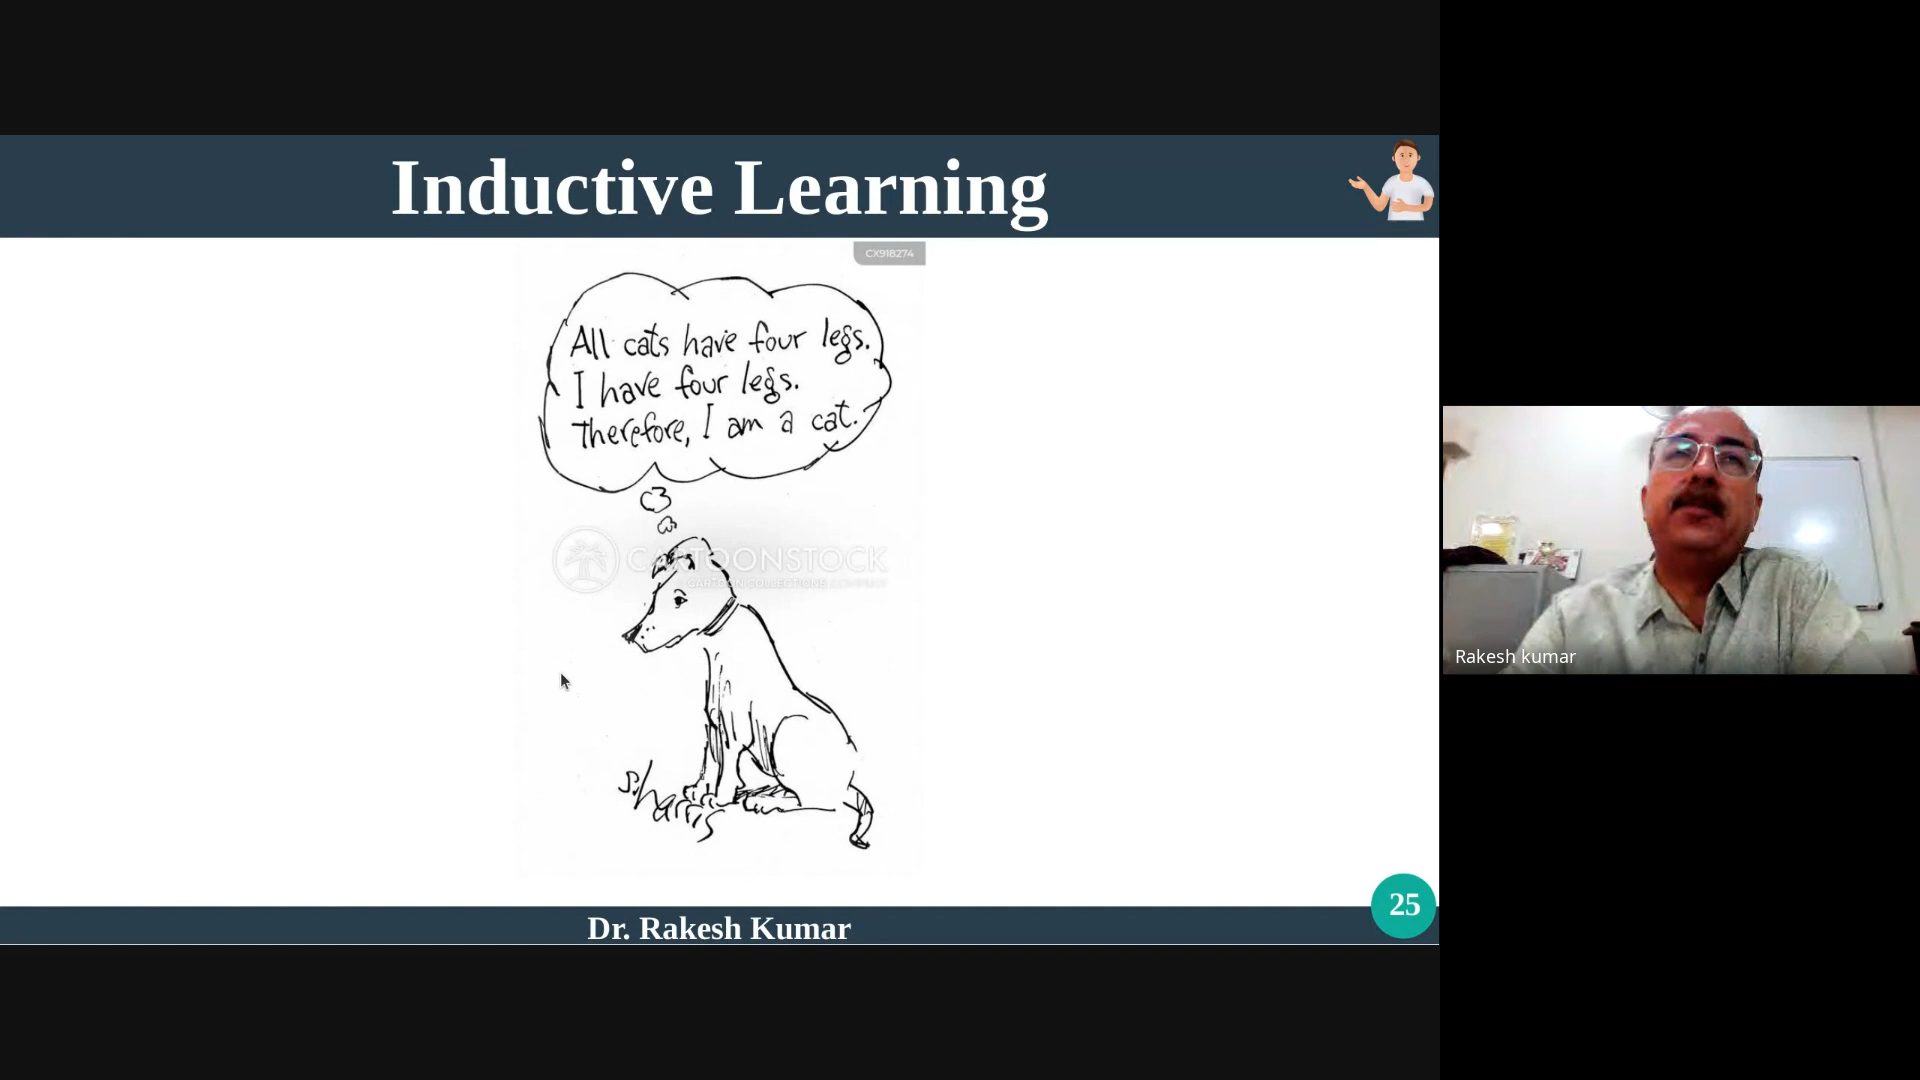 Inductive Learning
CX918274
All cats have four legs.
I have four legs.
Therefore, I am a cat.
CARTOONSTOCK
S.harris
Rakesh kumar
25
Dr. Rakesh Kumar